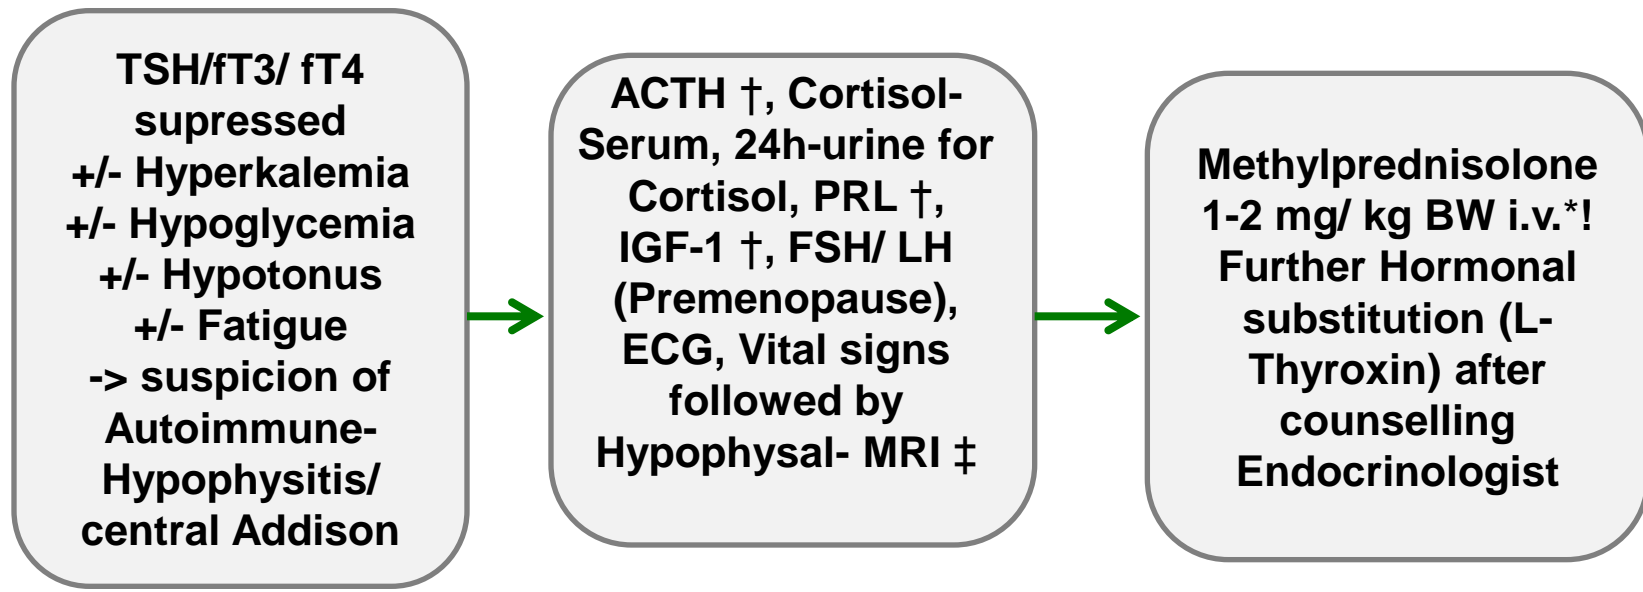 TSH/fT3/ fT4
supressed
+/- Hyperkalemia
+/- Hypoglycemia
+/- Hypotonus
+/- Fatigue
-> suspicion of
Autoimmune-
Hypophysitis/
central Addison
ACTH †, Cortisol-
Serum, 24h-urine for
Cortisol, PRL †,
IGF-1 †, FSH/ LH
(Premenopause),
ECG, Vital signs
followed by
Hypophysal- MRI ‡
Methylprednisolone
1-2 mg/ kg BW i.v.*!
Further Hormonal
substitution (L-
Thyroxin) after
counselling
Endocrinologist